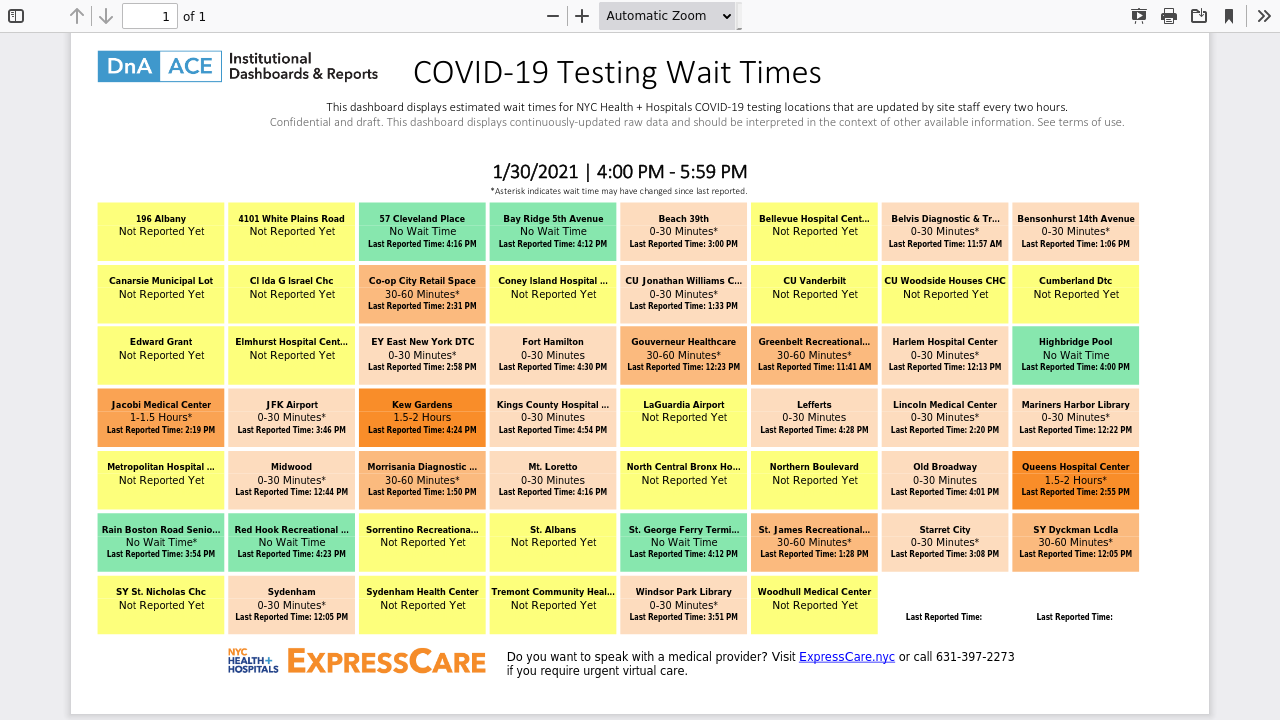 1 of 1 Automatic Zoom
DnA ACE Institutional
Dashboards & Reports
COVID-19 Testing Wait Times
This dashboard displays estimated wait times for NYC Health + Hospitals COVID-19 testing locations that are updated by site staff every two hours.
Confidential and draft. This dashboard displays continuously-updated raw data and should be interpreted in the context of other available information. See terms of use.
1/30/2021 | 4:00 PM - 5:59 PM
*Asterisk indicates wait time may have changed since last reported.
196 Albany
Not Reported Yet
4101 White Plains Road
Not Reported Yet
57 Cleveland Place
No Wait Time
Last Reported Time: 4:16 PM
Bay Ridge 5th Avenue
No Wait Time
Last Reported Time: 4:12 PM
Beach 39th
0-30 Minutes*
Last Reported Time: 3:00 PM
Bellevue Hospital Cent...
Not Reported Yet
Belvis Diagnostic & Tr...
0-30 Minutes*
Last Reported Time: 11:57 AM
Bensonhurst 14th Avenue
0-30 Minutes*
Last Reported Time: 1:06 PM
Canarsie Municipal Lot
Not Reported Yet
Cl Ida G Israel Chc
Not Reported Yet
Co-op City Retail Space
30-60 Minutes*
Last Reported Time: 2:31 PM
Coney Island Hospital ...
Not Reported Yet
CU Jonathan Williams C...
0-30 Minutes*
Last Reported Time: 1:33 PM
CU Vanderbilt
Not Reported Yet
CU Woodside Houses CHC
Not Reported Yet
Cumberland Dtc
Not Reported Yet
Edward Grant
Not Reported Yet
Elmhurst Hospital Cent...
Not Reported Yet
EY East New York DTC
0-30 Minutes*
Last Reported Time: 2:58 PM
Fort Hamilton
0-30 Minutes
Last Reported Time: 4:30 PM
Gouverneur Healthcare
30-60 Minutes*
Last Reported Time: 12:23 PM
Greenbelt Recreational...
30-60 Minutes*
Last Reported Time: 11:41 AM
Harlem Hospital Center
0-30 Minutes*
Last Reported Time: 12:13 PM
Highbridge Pool
No Wait Time
Last Reported Time: 4:00 PM
Jacobi Medical Center
1-1.5 Hours*
Last Reported Time: 2:19 PM
JFK Airport
0-30 Minutes*
Last Reported Time: 3:46 PM
Kew Gardens
1.5-2 Hours
Last Reported Time: 4:24 PM
Kings County Hospital ...
0-30 Minutes
Last Reported Time: 4:54 PM
LaGuardia Airport
Not Reported Yet
Lefferts
0-30 Minutes
Last Reported Time: 4:28 PM
Lincoln Medical Center
0-30 Minutes*
Last Reported Time: 2:20 PM
Mariners Harbor Library
0-30 Minutes*
Last Reported Time: 12:22 PM
Metropolitan Hospital ...
Not Reported Yet
Midwood
0-30 Minutes*
Last Reported Time: 12:44 PM
Morrisania Diagnostic ...
30-60 Minutes*
Last Reported Time: 1:50 PM
Mt. Loretto
0-30 Minutes
Last Reported Time: 4:16 PM
North Central Bronx Ho...
Not Reported Yet
Northern Boulevard
Not Reported Yet
Old Broadway
0-30 Minutes
Last Reported Time: 4:01 PM
Queens Hospital Center
1.5-2 Hours*
Last Reported Time: 2:55 PM
Rain Boston Road Senio...
No Wait Time*
Last Reported Time: 3:54 PM
Red Hook Recreational ...
No Wait Time
Last Reported Time: 4:23 PM
Sorrentino Recreationa...
Not Reported Yet
St. Albans
Not Reported Yet
St. George Ferry Termi...
No Wait Time
Last Reported Time: 4:12 PM
St. James Recreational...
30-60 Minutes*
Last Reported Time: 1:28 PM
Starret City
0-30 Minutes*
Last Reported Time: 3:08 PM
SY Dyckman Lcdla
30-60 Minutes*
Last Reported Time: 12:05 PM
SY St. Nicholas Chc
Not Reported Yet
Sydenham
0-30 Minutes*
Last Reported Time: 12:05 PM
Sydenham Health Center
Not Reported Yet
Tremont Community Heal...
Not Reported Yet
Windsor Park Library
0-30 Minutes*
Last Reported Time: 3:51 PM
Woodhull Medical Center
Not Reported Yet
Last Reported Time:
Last Reported Time:
NYC
HEALTH+
HOSPITALS
EXPRESSCARE
Do you want to speak with a medical provider? Visit ExpressCare.nyc or call 631-397-2273
if you require urgent virtual care.